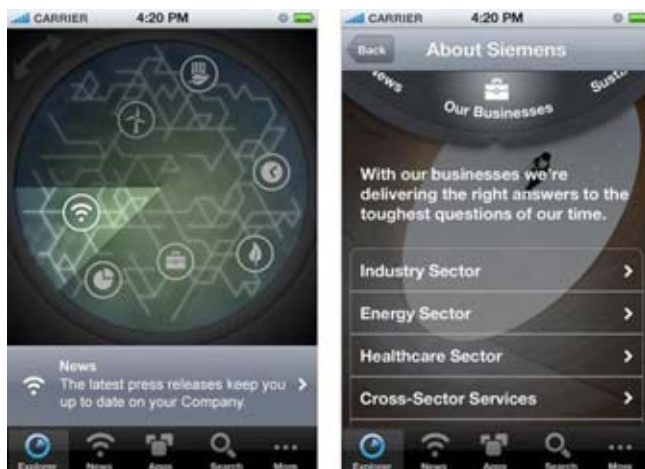 CARRIER 4:20 PM
News
The latest press releases keep you
up to date on your Company.
Explorer News Apps Search More
CARRIER 4:20 PM
Back About Siemens
News Our Businesses
With our businesses we're
delivering the right answers to the
toughest questions of our time.
Industry Sector
Energy Sector
Healthcare Sector
Cross-Sector Services
Explorer News Apps Search More